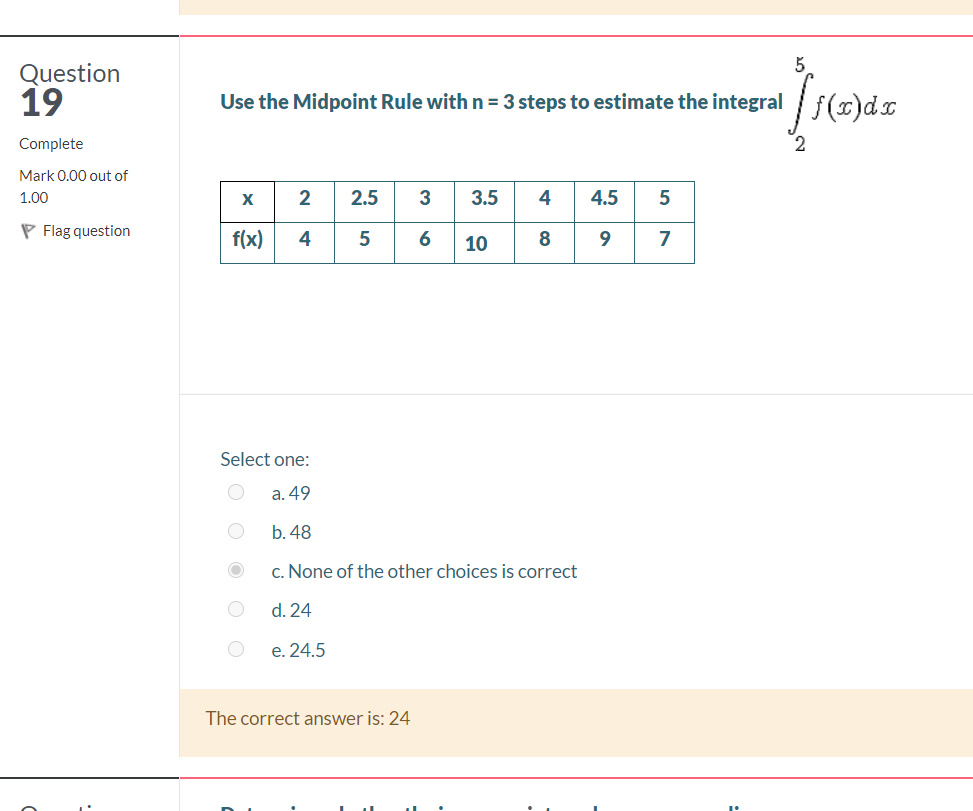 Question
19
Complete
Mark 0.00 out of
1.00
Flag question
Use the Midpoint Rule with n = 3 steps to estimate the integral ∫₂⁵ f(x)dx
x 2 2.5 3 3.5 4 4.5 5
f(x) 4 5 6 10 8 9 7
Select one:
a. 49
b. 48
c. None of the other choices is correct
d. 24
e. 24.5
The correct answer is: 24